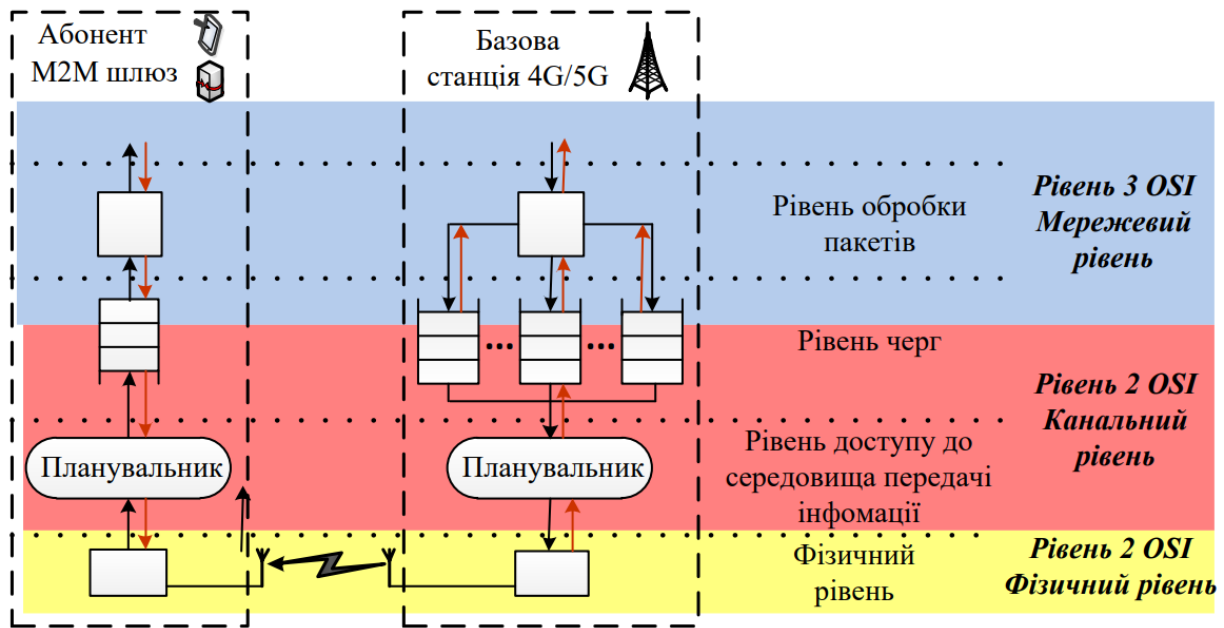 Абонент
М2М шлюз
Базова
станція 4G/5G
Рівень обробки
пакетів
Рівень 3 OSI
Мережевий
рівень
Рівень черг
Рівень 2 OSI
Канальний
рівень
Планувальник
Планувальник
Рівень доступу до
середовища передачі
інфомації
Фізичний
рівень
Рівень 2 OSI
Фізичний рівень